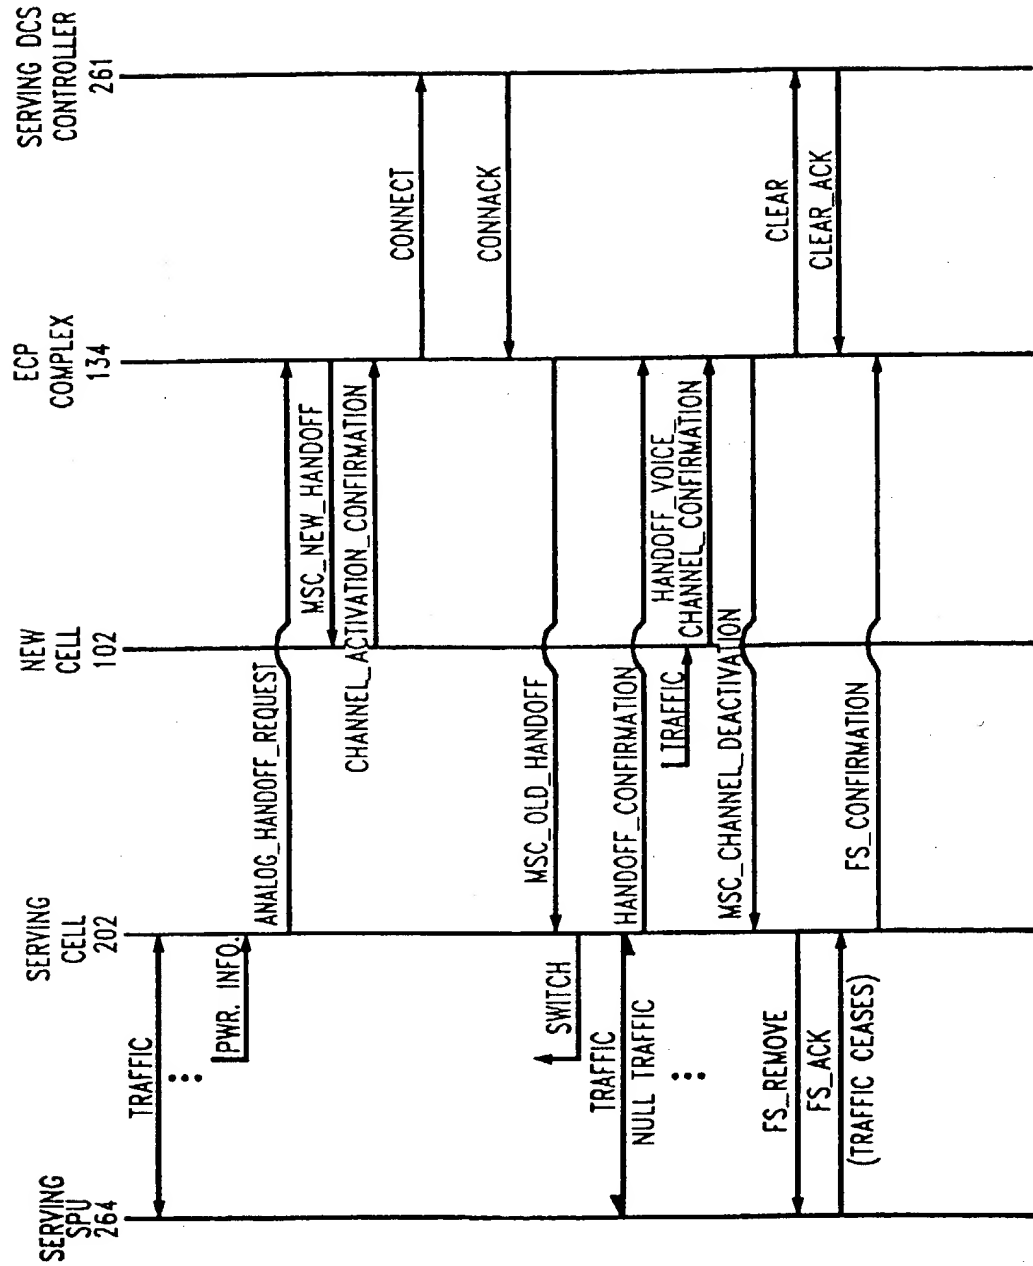 SERVING
SPU
264
SERVING
CELL
202
NEW
CELL
102
ECP
COMPLEX
134
SERVING DCS
CONTROLLER
261
TRAFFIC
PWR. INFO.
ANALOG_HANDOFF_REQUEST
MSC_NEW_HANDOFF
CHANNEL_ACTIVATION_CONFIRMATION
CONNECT
CONNACK
MSC_OLD_HANDOFF
SWITCH
TRAFFIC
NULL TRAFFIC
HANDOFF_CONFIRMATION
TRAFFIC
HANDOFF_VOICE_
CHANNEL_CONFIRMATION
MSC_CHANNEL_DEACTIVATION
FS_REMOVE
CLEAR
FS_ACK
(TRAFFIC CEASES)
CLEAR_ACK
FS_CONFIRMATION